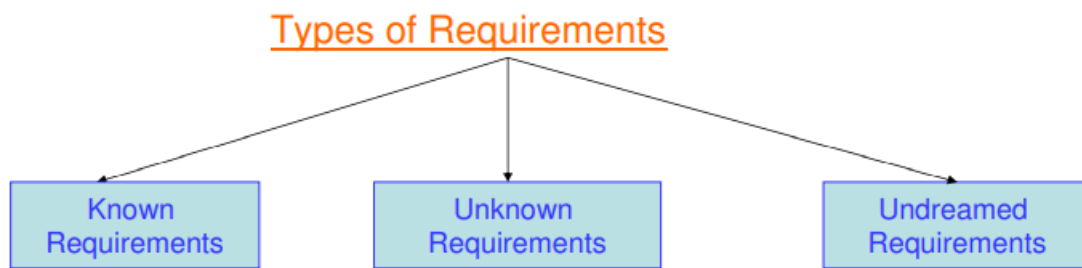 Types of Requirements
Known
Requirements
Unknown
Requirements
Undreamed
Requirements